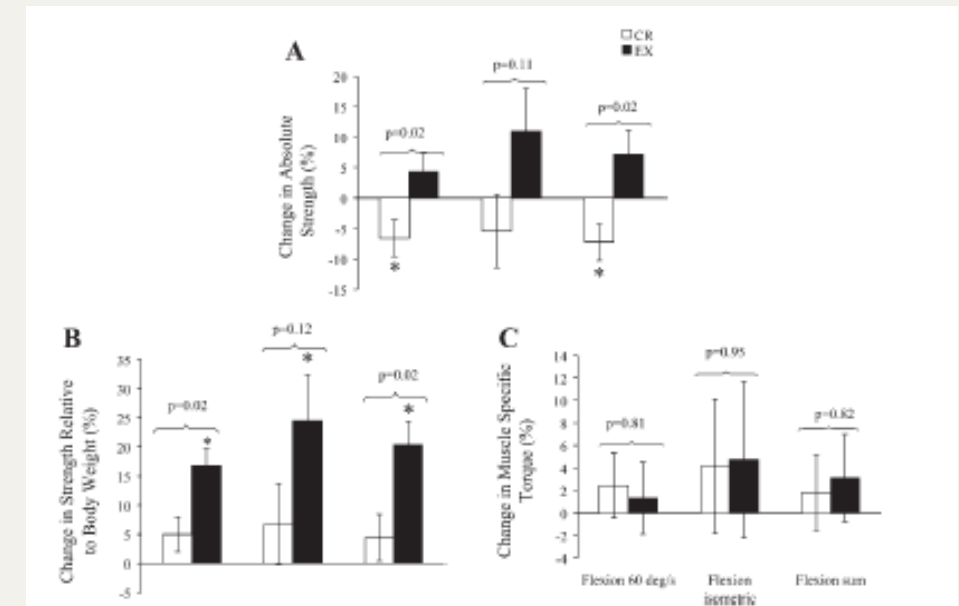 A
CR
EX
p=0.11
p=0.02
p=0.02
Change in Absolute
Strength (%)
20
15
10
5
0
-5
-10
-15
*
*
B
p=0.12
p=0.02
p=0.02
Change in Strength Relative
to Body Weight (%)
35
30
25
20
15
10
5
0
-5
*
*
*
C
p=0.95
p=0.81
p=0.82
Change in Muscle Specific
Torque (%)
14
12
10
8
6
4
2
0
-2
-4
Flexion 60 deg/s
Flexion
isometric
Flexion sum